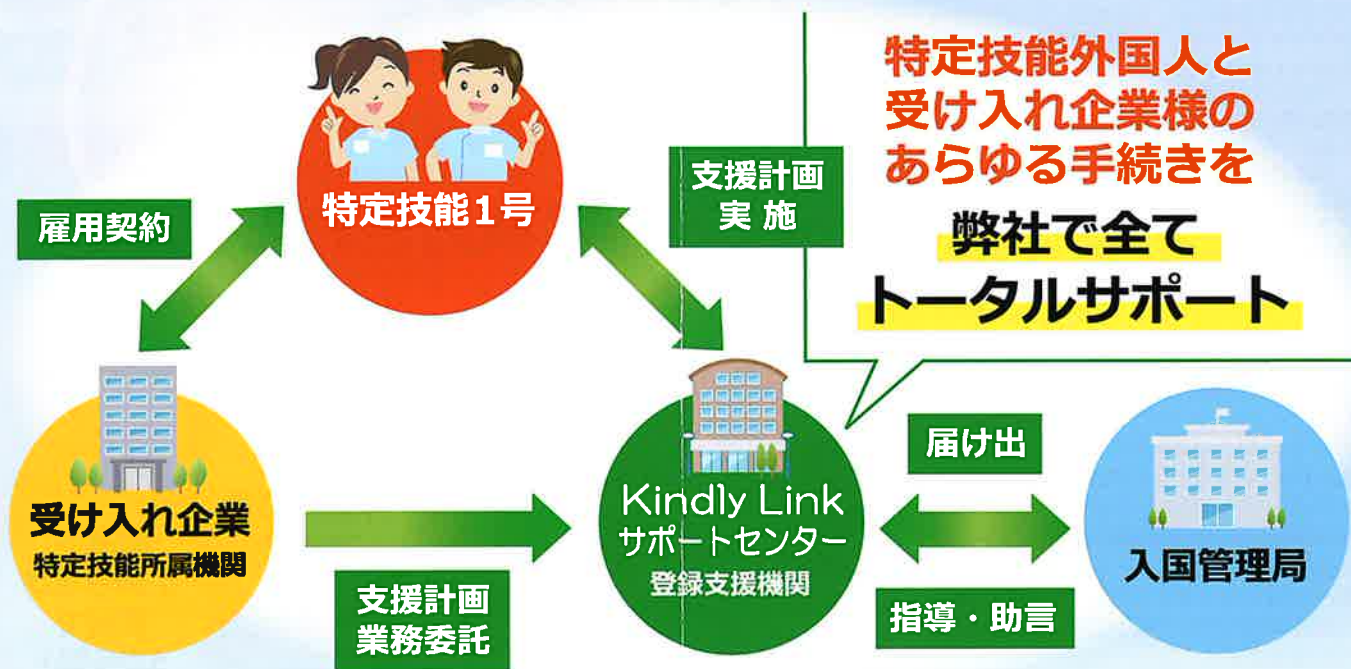 特定技能外国人と
受け入れ企業様の
あらゆる手続きを
弊社で全て
トータルサポート
特定技能1号
雇用契約
支援計画
実施
受け入れ企業
特定技能所属機関
支援計画
業務委託
Kindly Link
サポートセンター
登録支援機関
届け出
指導・助言
入国管理局